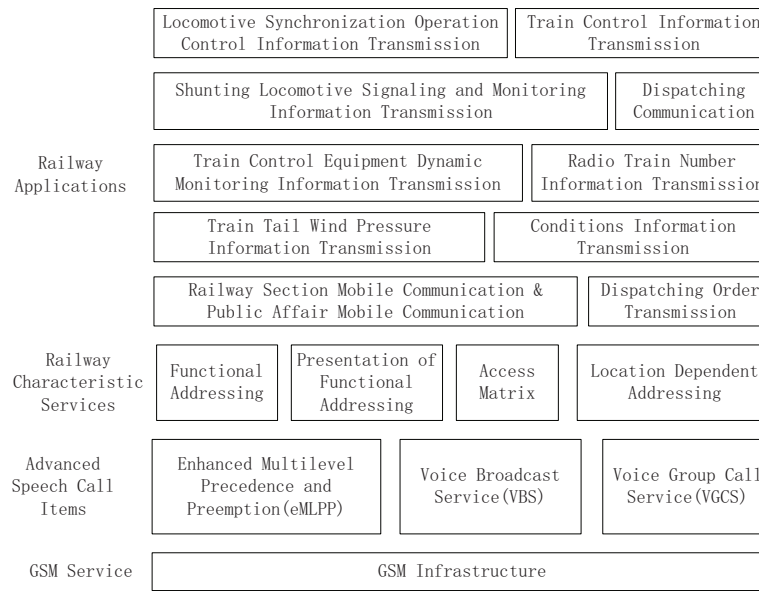 Locomotive Synchronization Operation
Control Information Transmission
Train Control Information
Transmission
Shunting Locomotive Signaling and Monitoring
Information Transmission
Dispatching
Communication
Railway
Applications
Train Control Equipment Dynamic
Monitoring Information Transmission
Radio Train Number
Information Transmission
Train Tail Wind Pressure
Information Transmission
Conditions Information
Transmission
Railway Section Mobile Communication &
Public Affair Mobile Communication
Dispatching Order
Transmission
Railway
Characteristic
Services
Functional
Addressing
Presentation of
Functional
Addressing
Access
Matrix
Location Dependent
Addressing
Advanced
Speech Call
Items
Enhanced Multilevel
Precedence and
Preemption(eMLPP)
Voice Broadcast
Service(VBS)
Voice Group Call
Service(VGCS)
GSM Service
GSM Infrastructure